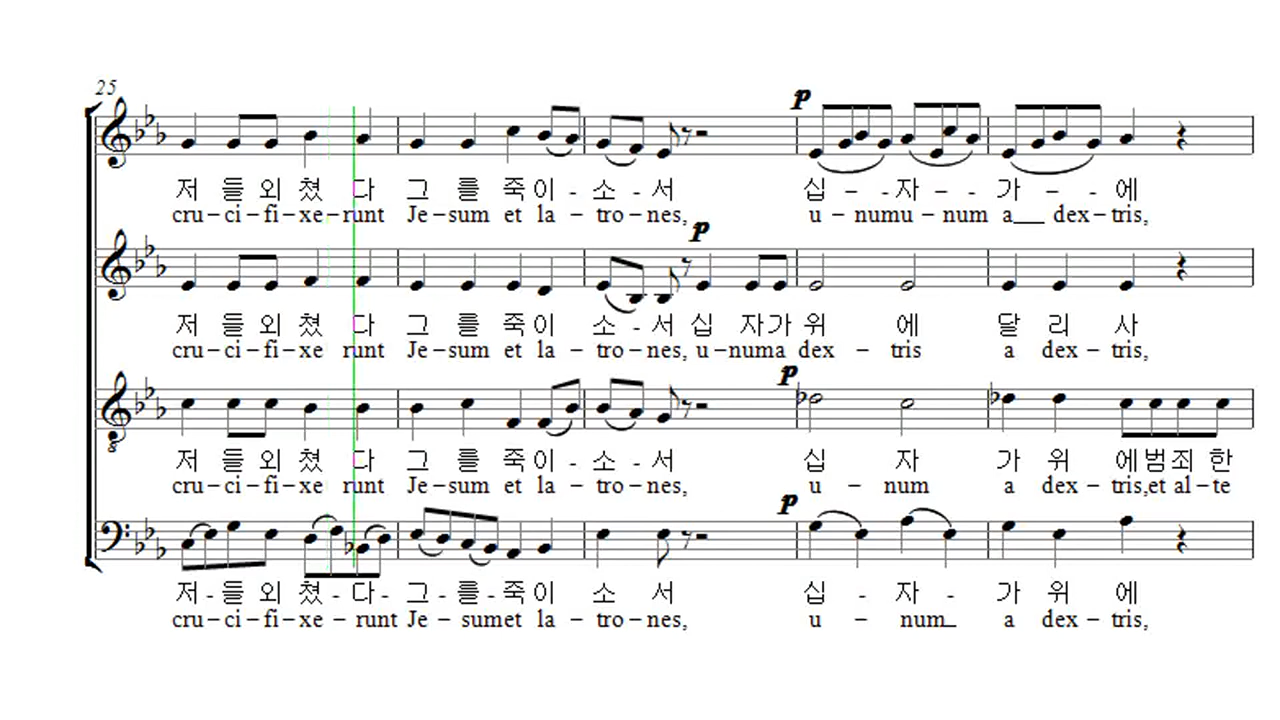 25
p
저 들 외 쳤 다 그 를 죽 이 - 소 - 서 십 - - 자 - - 가 - - 에
cru-ci-fi-xe-runt Je-sum et la - tro-nes, u - numu - num a__ dex-tris,
p
저 들 외 쳤 다 그 를 죽 이 소 - 서 십 자가 위 에 달 리 사
cru-ci-fi-xe runt Je-sum et la - tro-nes, u-numa dex - tris a dex-tris,
p
8
저 들 외 쳤 다 그 를 죽 이 - 소 - 서 십 자 가 위 에 범 죄 한
cru-ci-fi-xe runt Je-sum et la - tro-nes, u - num a dex-tris,et al-te
p
저 - 들 외 쳤 - 다 - 그 - 를 - 죽 이 소 서 십 - 자 - 가 위 에
cru-ci-fi-xe - runt Je - sumet la - tro-nes, u - num_ a dex-tris,